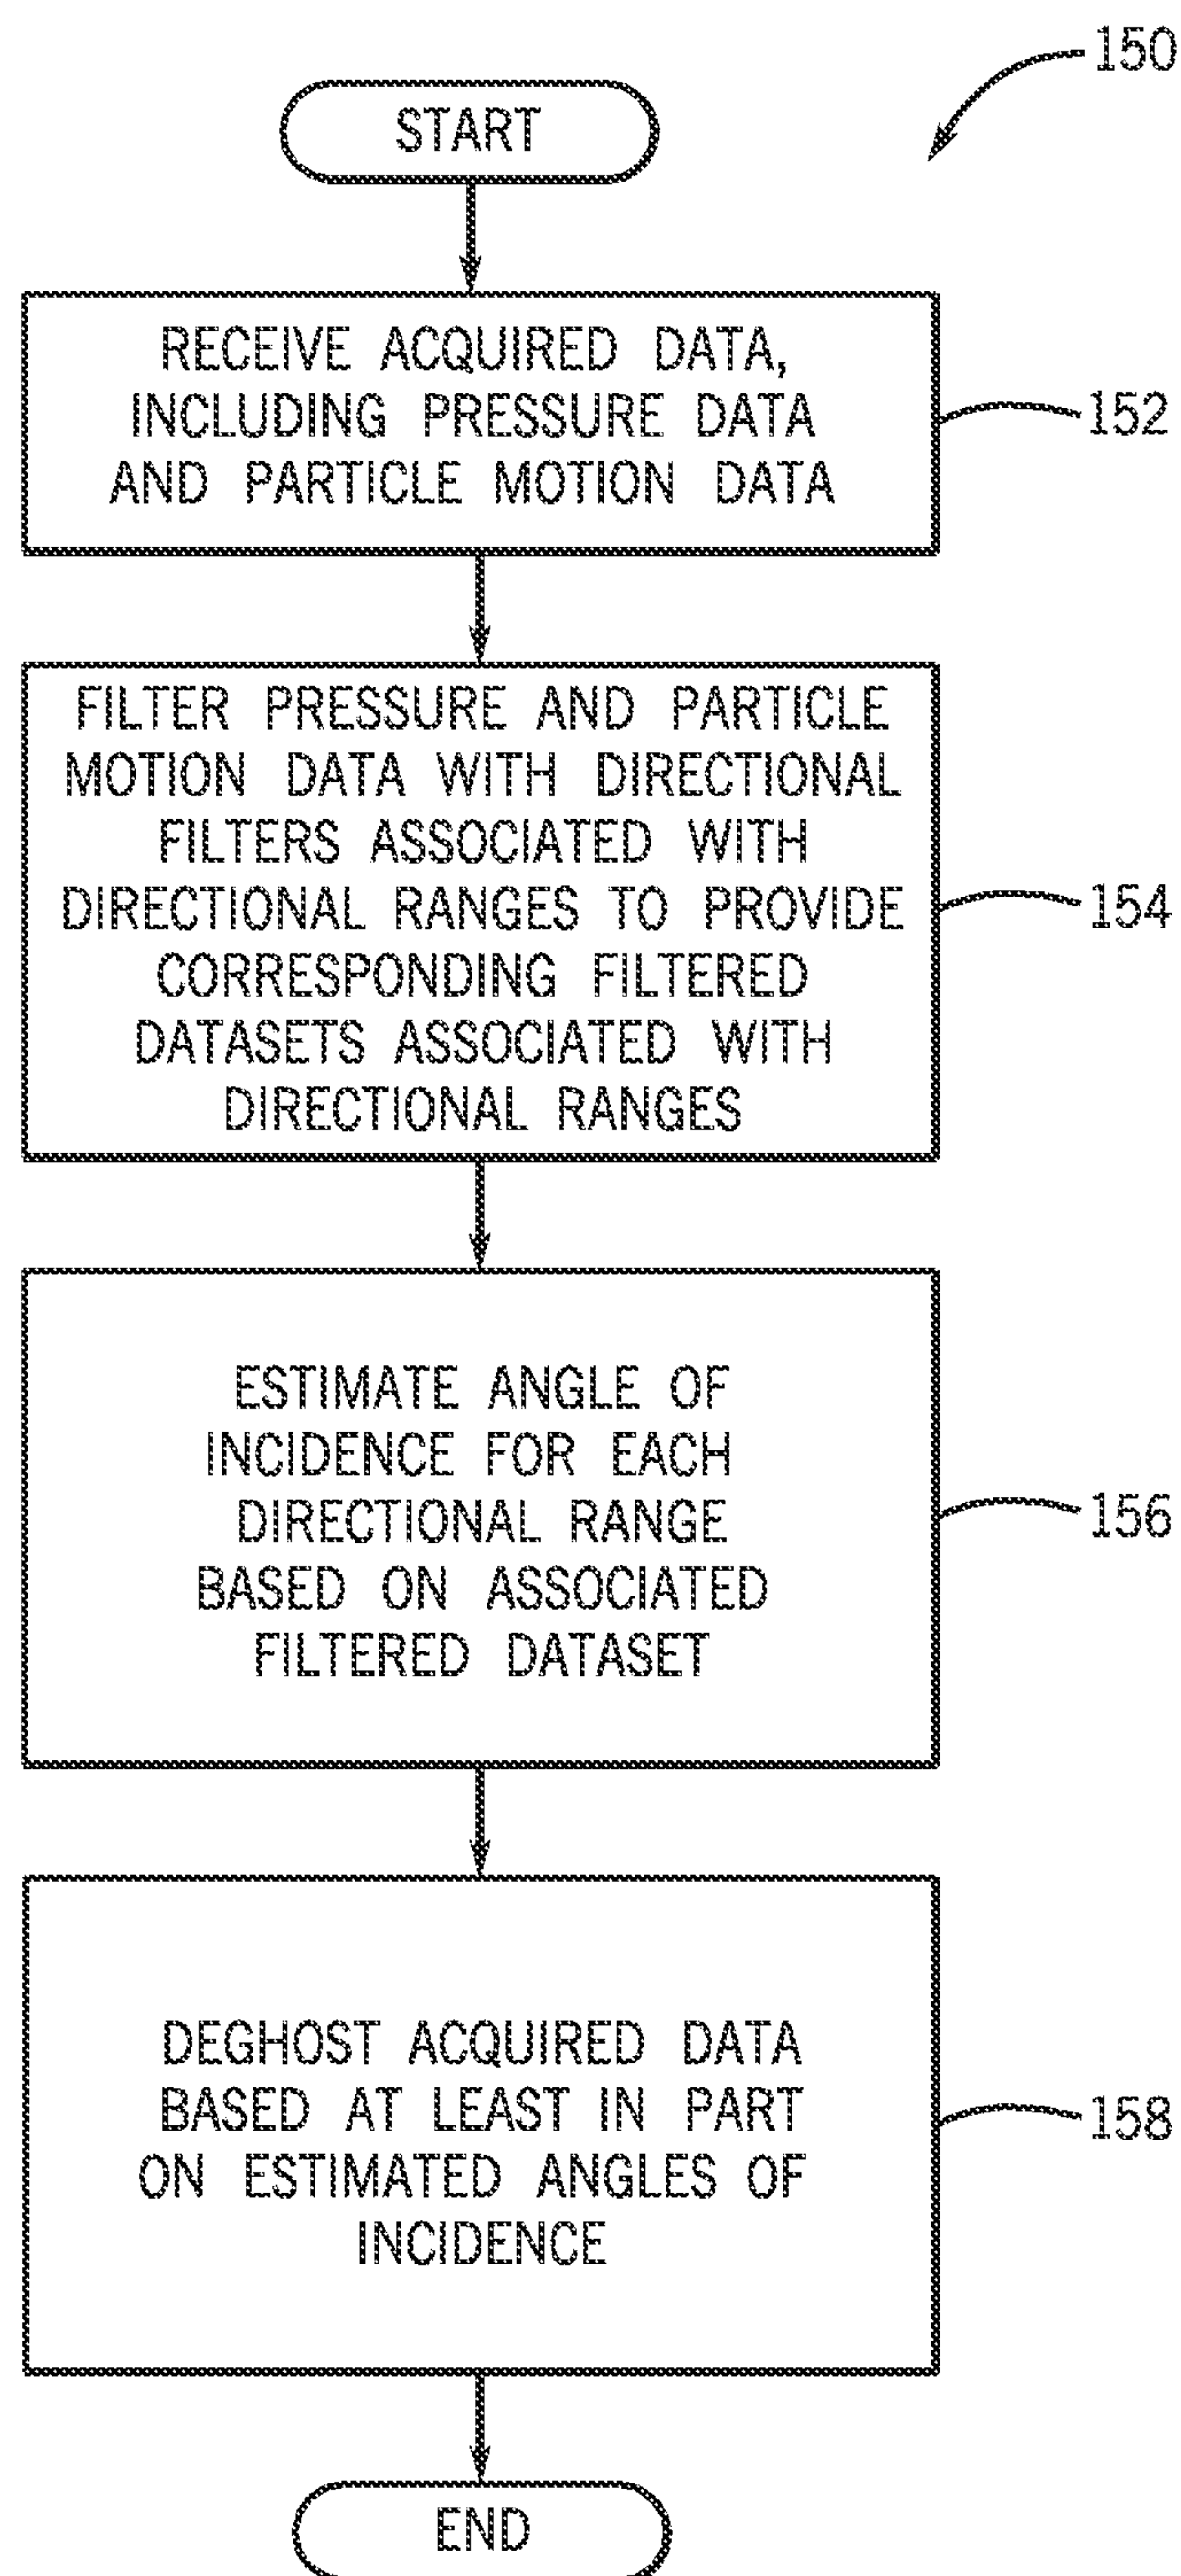 150
START
RECEIVE ACQUIRED DATA,
INCLUDING PRESSURE DATA
AND PARTICLE MOTION DATA
152
FILTER PRESSURE AND PARTICLE
MOTION DATA WITH DIRECTIONAL
FILTERS ASSOCIATED WITH
DIRECTIONAL RANGES TO PROVIDE
CORRESPONDING FILTERED
DATASETS ASSOCIATED WITH
DIRECTIONAL RANGES
154
ESTIMATE ANGLE OF
INCIDENCE FOR EACH
DIRECTIONAL RANGE
BASED ON ASSOCIATED
FILTERED DATASET
156
DEGHOST ACQUIRED DATA
BASED AT LEAST IN PART
ON ESTIMATED ANGLES OF
INCIDENCE
158
END